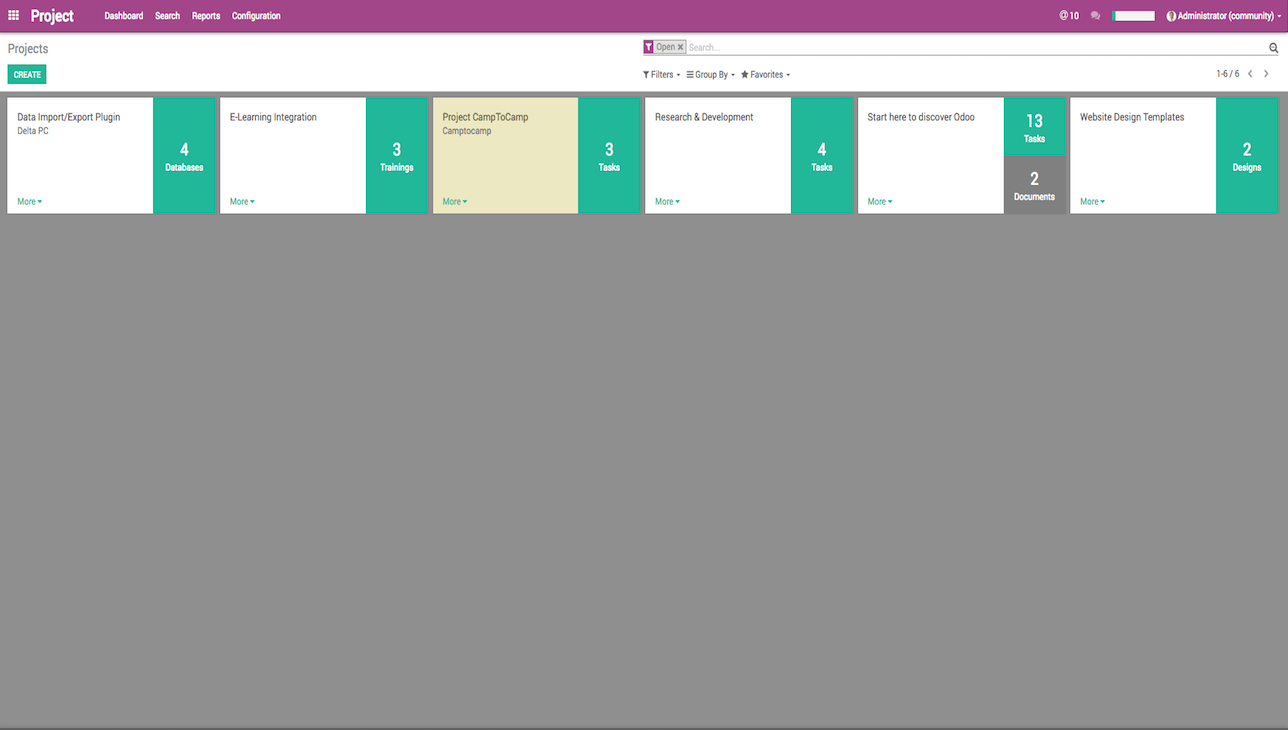 Project Dashboard Search Reports Configuration @ 10 Administrator (community)
Projects
Open Search...
CREATE
Filters Group By Favorites 1-6 / 6
Data Import/Export Plugin
Delta PC
4
Databases
More
E-Learning Integration
3
Trainings
More
Project CampToCamp
Camptocamp
3
Tasks
More
Research & Development
4
Tasks
More
Start here to discover Odoo
13
Tasks
2
Documents
More
Website Design Templates
2
Designs
More